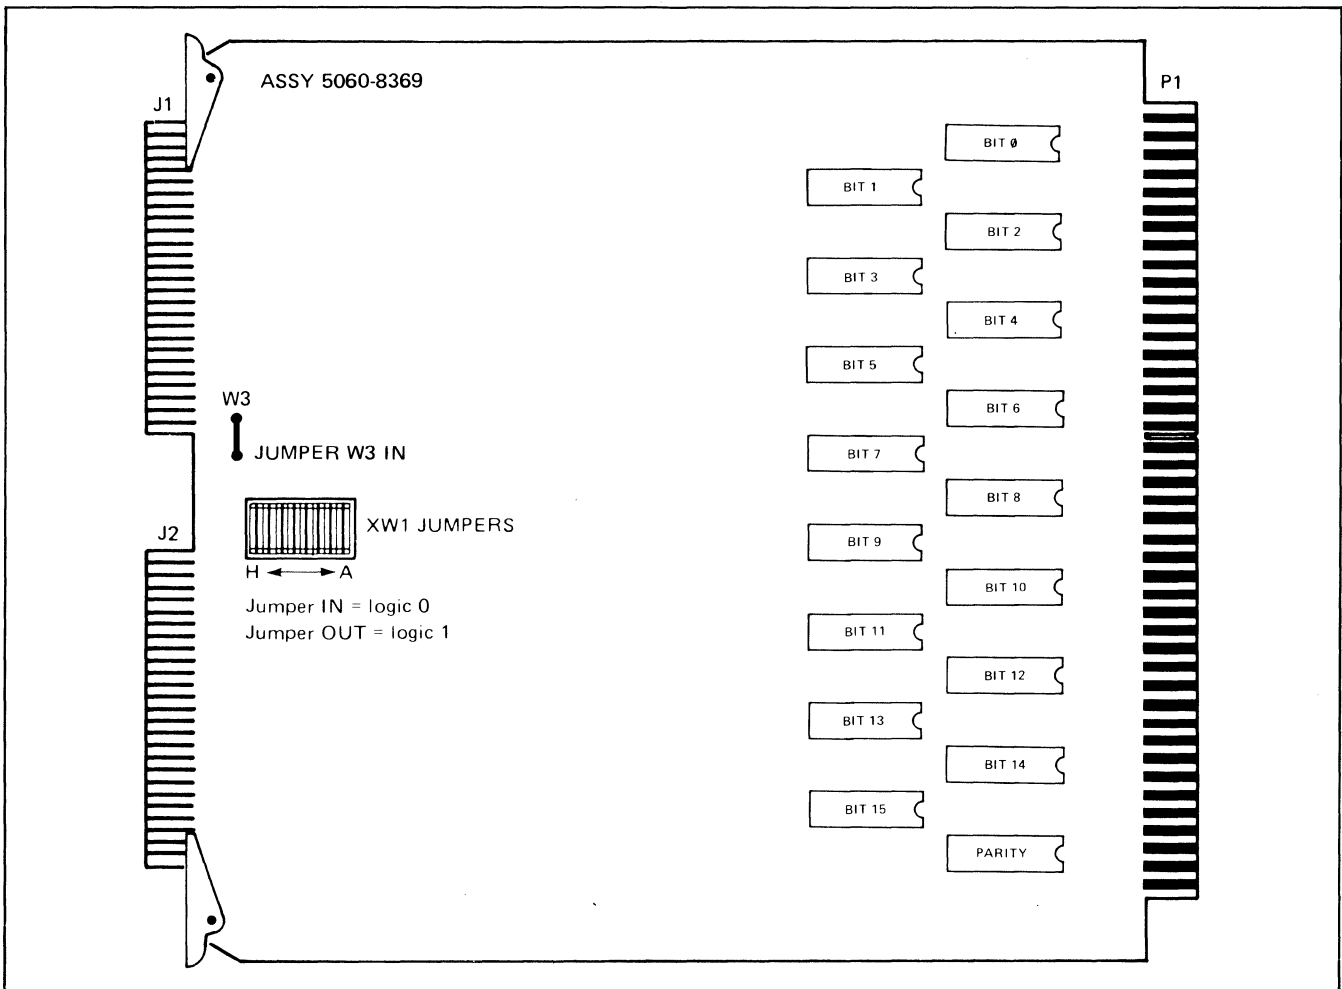 ASSY 5060-8369
P1
J1
BIT Ø
BIT 1
BIT 2
BIT 3
BIT 4
BIT 5
BIT 6
W3
JUMPER W3 IN
BIT 7
BIT 8
XW1 JUMPERS
J2
BIT 9
H A
BIT 10
Jumper IN = logic 0
Jumper OUT = logic 1
BIT 11
BIT 12
BIT 13
BIT 14
BIT 15
PARITY